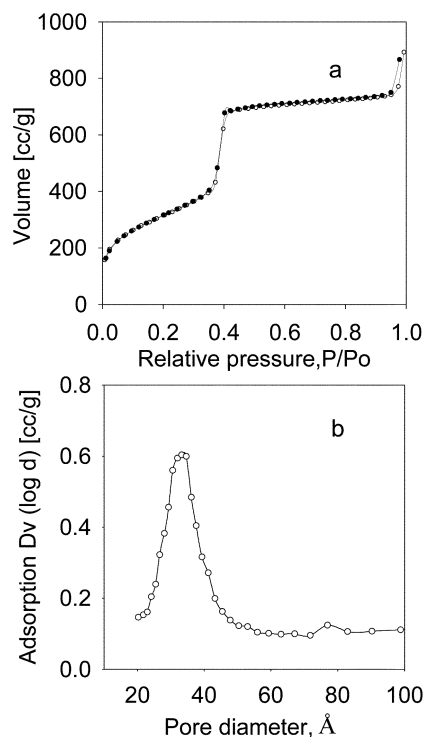 1000
a
800
600
400
200
0
Volume [cc/g]
0.0 0.2 0.4 0.6 0.8 1.0
Relative pressure,P/Po
0.8
b
0.6
0.4
0.2
0.0
Adsorption Dv (log d) [cc/g]
20 40 60 80 100
Pore diameter, Å